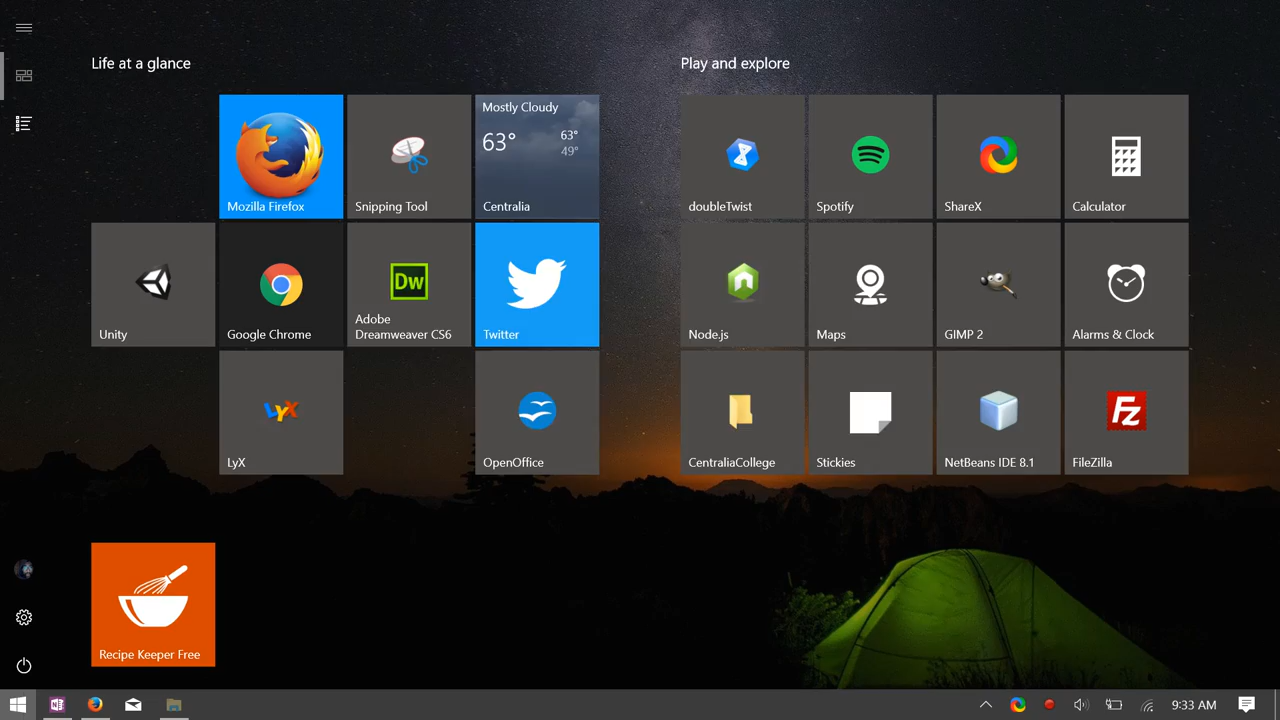 Life at a glance
Play and explore
Mozilla Firefox
Snipping Tool
Mostly Cloudy
63°
63°
49°
Centralia
doubleTwist
Spotify
ShareX
Calculator
Unity
Google Chrome
Dw
Adobe
Dreamweaver CS6
Twitter
Node.js
Maps
GIMP 2
Alarms & Clock
LyX
LyX
OpenOffice
CentraliaCollege
Stickies
NetBeans IDE 8.1
FZ
FileZilla
Recipe Keeper Free
N
9:33 AM